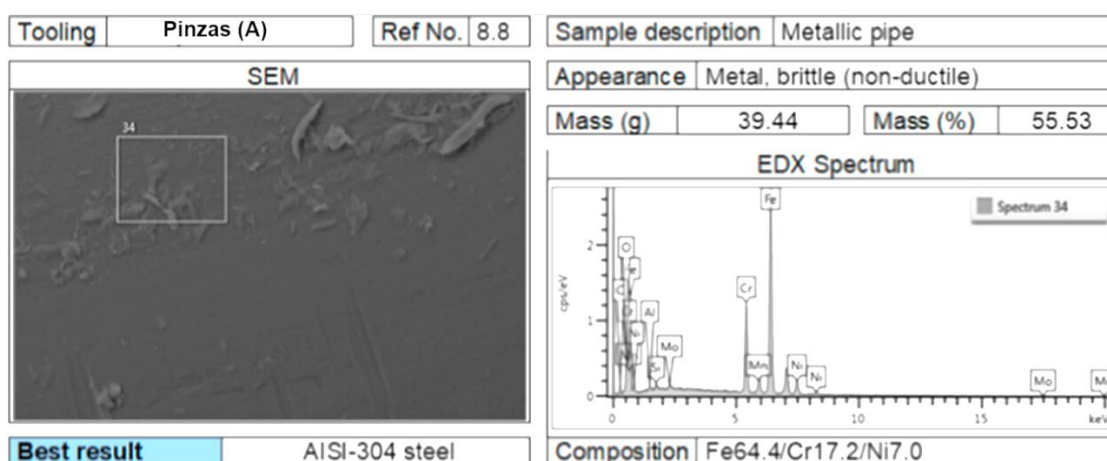 Tooling Pinzas (A) Ref No. 8.8
Sample description Metallic pipe
SEM
Appearance Metal, brittle (non-ductile)
34
Mass (g) 39.44 Mass (%) 55.53
EDX Spectrum
Spectrum 34
Fe
O
Cr
Al
Ni
Mo
Si
Mn
Ni
Ni
Mo
cps/eV
2
1
0
0 5 10 15 keV
Best result AISI-304 steel
Composition Fe64.4/Cr17.2/Ni7.0